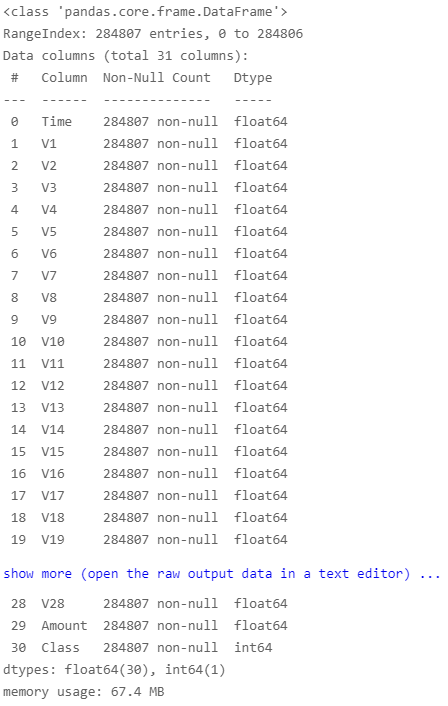 <class 'pandas.core.frame.DataFrame'>
RangeIndex: 284807 entries, 0 to 284806
Data columns (total 31 columns):
 #   Column  Non-Null Count   Dtype
---  ------  --------------   -----
 0   Time    284807 non-null  float64
 1   V1      284807 non-null  float64
 2   V2      284807 non-null  float64
 3   V3      284807 non-null  float64
 4   V4      284807 non-null  float64
 5   V5      284807 non-null  float64
 6   V6      284807 non-null  float64
 7   V7      284807 non-null  float64
 8   V8      284807 non-null  float64
 9   V9      284807 non-null  float64
 10  V10     284807 non-null  float64
 11  V11     284807 non-null  float64
 12  V12     284807 non-null  float64
 13  V13     284807 non-null  float64
 14  V14     284807 non-null  float64
 15  V15     284807 non-null  float64
 16  V16     284807 non-null  float64
 17  V17     284807 non-null  float64
 18  V18     284807 non-null  float64
 19  V19     284807 non-null  float64
show more (open the raw output data in a text editor) ...
 28  V28     284807 non-null  float64
 29  Amount  284807 non-null  float64
 30  Class   284807 non-null  int64
dtypes: float64(30), int64(1)
memory usage: 67.4 MB